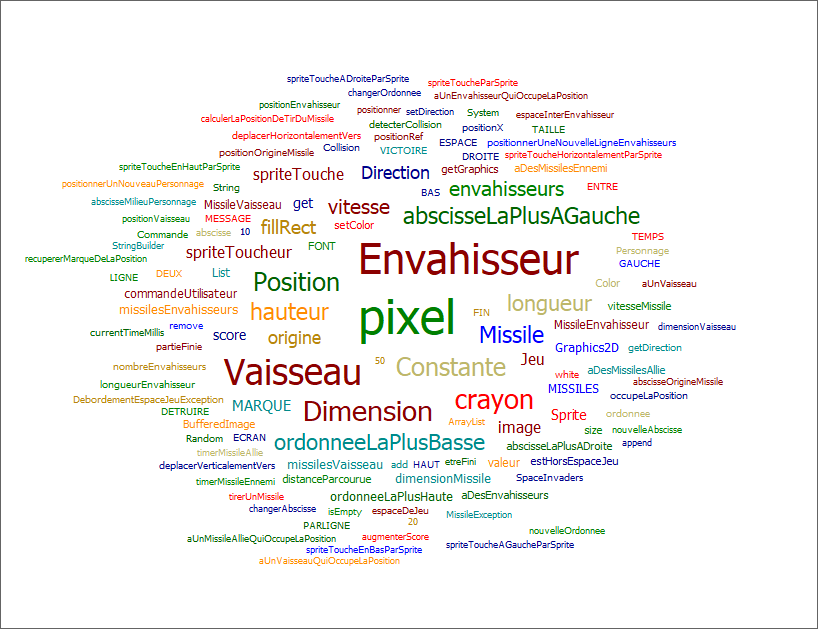 spriteToucheADroiteParSprite
spriteToucheParSprite
changerOrdonnee
aUnEnvahisseurQuiOccupeLaPosition
positionEnvahisseur
positionner
setDirection
System
espaceInterEnvahisseur
calculerLaPositionDeTirDuMissile
detecterCollision
positionX
TAILLE
deplacerHorizontalementVers
positionRef
ESPACE
positionnerUneNouvelleLigneEnvahisseurs
positionOrigineMissile
Collision
VICTOIRE
DROITE
spriteToucheHorizontalementParSprite
spriteToucheEnHautParSprite
spriteTouche
Direction
getGraphics
aDesMissilesEnnemi
positionnerUnNouveauPersonnage
String
BAS
envahisseurs
ENTRE
abscisseMilieuPersonnage
MissileVaisseau
get
vitesse
abscisseLaPlusAGauche
positionVaisseau
MESSAGE
fillRect
setColor
Commande
abscisse
10
TEMPS
StringBuilder
spriteToucheur
FONT
Envahisseur
Personnage
recupererMarqueDeLaPosition
GAUCHE
LIGNE
DEUX
List
Position
Color
aUnVaisseau
commandeUtilisateur
longueur
vitesseMissile
missilesEnvahisseurs
hauteur
pixel
FIN
currentTimeMillis
remove
score
origine
Missile
MissileEnvahisseur
dimensionVaisseau
partieFinie
Graphics2D
getDirection
nombreEnvahisseurs
Vaisseau
50
Constante
Jeu
aDesMissilesAllie
longueurEnvahisseur
white
abscisseOrigineMissile
DebordementEspaceJeuException
MISSILES
occupeLaPosition
DETRUIRE
MARQUE
Dimension
crayon
Sprite
ordonnee
BufferedImage
ArrayList
image
size
nouvelleAbscisse
Random
ECRAN
ordonneeLaPlusBasse
abscisseLaPlusADroite
append
timerMissileAllie
deplacerVerticalementVers
missilesVaisseau
add
HAUT
etreFini
valeur
estHorsEspaceJeu
timerMissileEnnemi
distanceParcourue
dimensionMissile
SpaceInvaders
tirerUnMissile
ordonneeLaPlusHaute
aDesEnvahisseurs
changerAbscisse
isEmpty
espaceDeJeu
MissileException
PARLIGNE
20
nouvelleOrdonnee
aUnMissileAllieQuiOccupeLaPosition
augmenterScore
spriteToucheEnBasParSprite
spriteToucheAGaucheParSprite
aUnVaisseauQuiOccupeLaPosition